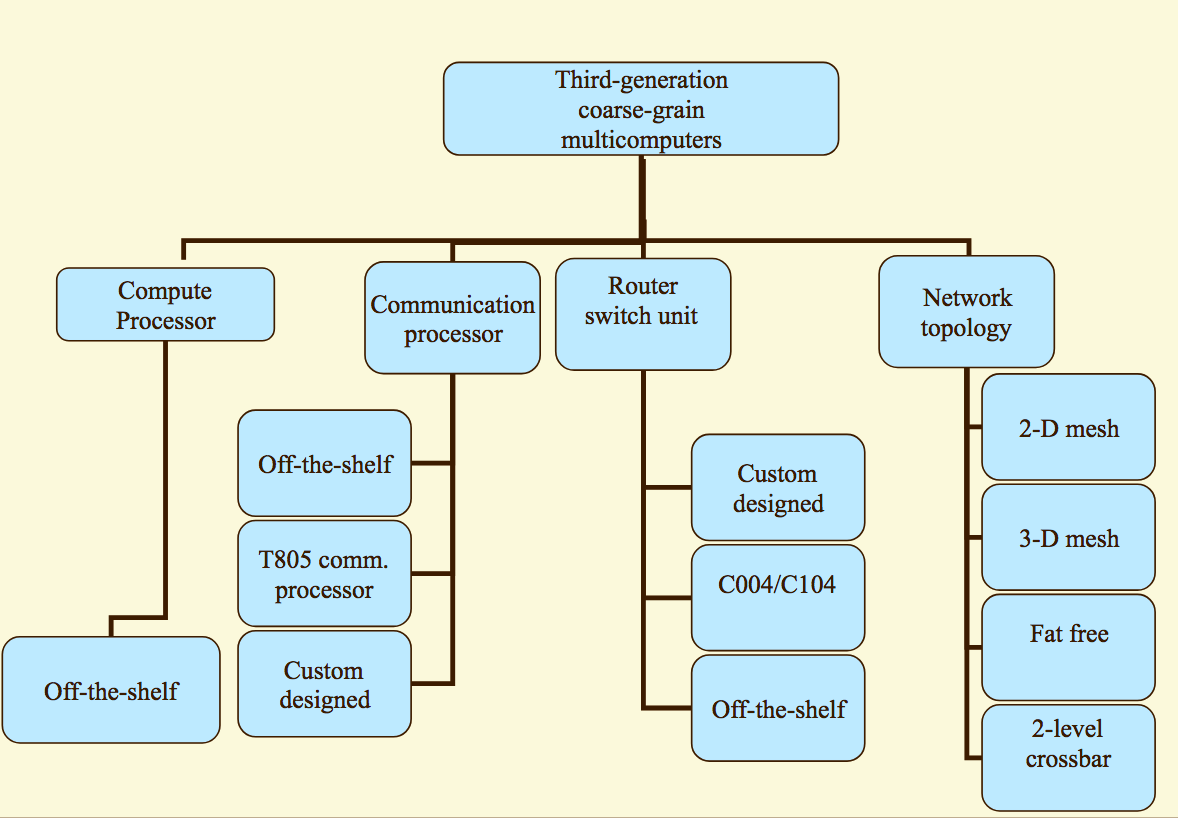 Third-generation
coarse-grain
multicomputers
Compute
Processor
Communication
processor
Router
switch unit
Network
topology
Off-the-shelf
Off-the-shelf
T805 comm.
processor
Custom
designed
Custom
designed
C004/C104
Off-the-shelf
2-D mesh
3-D mesh
Fat free
2-level
crossbar